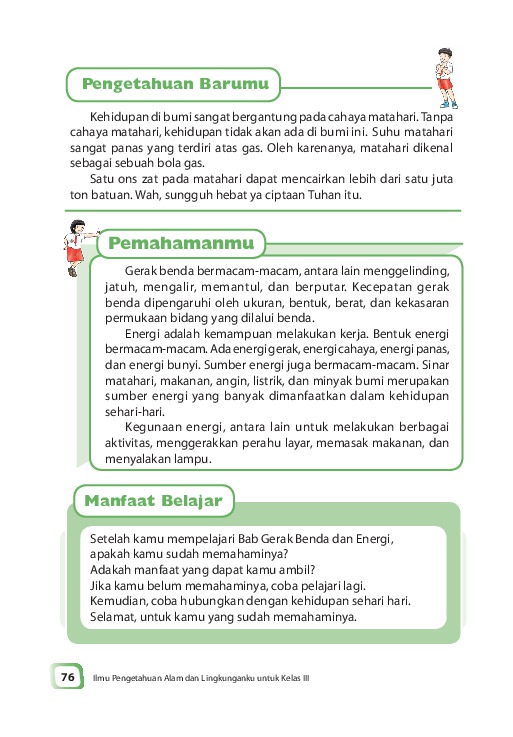 Pengetahuan Barumu
Kehidupan di bumi sangat bergantung pada cahaya matahari. Tanpa
cahaya matahari, kehidupan tidak akan ada di bumi ini. Suhu matahari
sangat panas yang terdiri atas gas. Oleh karenanya, matahari dikenal
sebagai sebuah bola gas.
Satu ons zat pada matahari dapat mencairkan lebih dari satu juta
ton batuan. Wah, sungguh hebat ya ciptaan Tuhan itu.
Pemahamanmu
Gerak benda bermacam-macam, antara lain menggelinding,
jatuh, mengalir, memantul, dan berputar. Kecepatan gerak
benda dipengaruhi oleh ukuran, bentuk, berat, dan kekasaran
permukaan bidang yang dilalui benda.
Energi adalah kemampuan melakukan kerja. Bentuk energi
bermacam-macam. Ada energi gerak, energi cahaya, energi panas,
dan energi bunyi. Sumber energi juga bermacam-macam. Sinar
matahari, makanan, angin, listrik, dan minyak bumi merupakan
sumber energi yang banyak dimanfaatkan dalam kehidupan
sehari-hari.
Kegunaan energi, antara lain untuk melakukan berbagai
aktivitas, menggerakkan perahu layar, memasak makanan, dan
menyalakan lampu.
Manfaat Belajar
Setelah kamu mempelajari Bab Gerak Benda dan Energi,
apakah kamu sudah memahaminya?
Adakah manfaat yang dapat kamu ambil?
Jika kamu belum memahaminya, coba pelajari lagi.
Kemudian, coba hubungkan dengan kehidupan sehari hari.
Selamat, untuk kamu yang sudah memahaminya.
76 Ilmu Pengetahuan Alam dan Lingkunganku untuk Kelas III